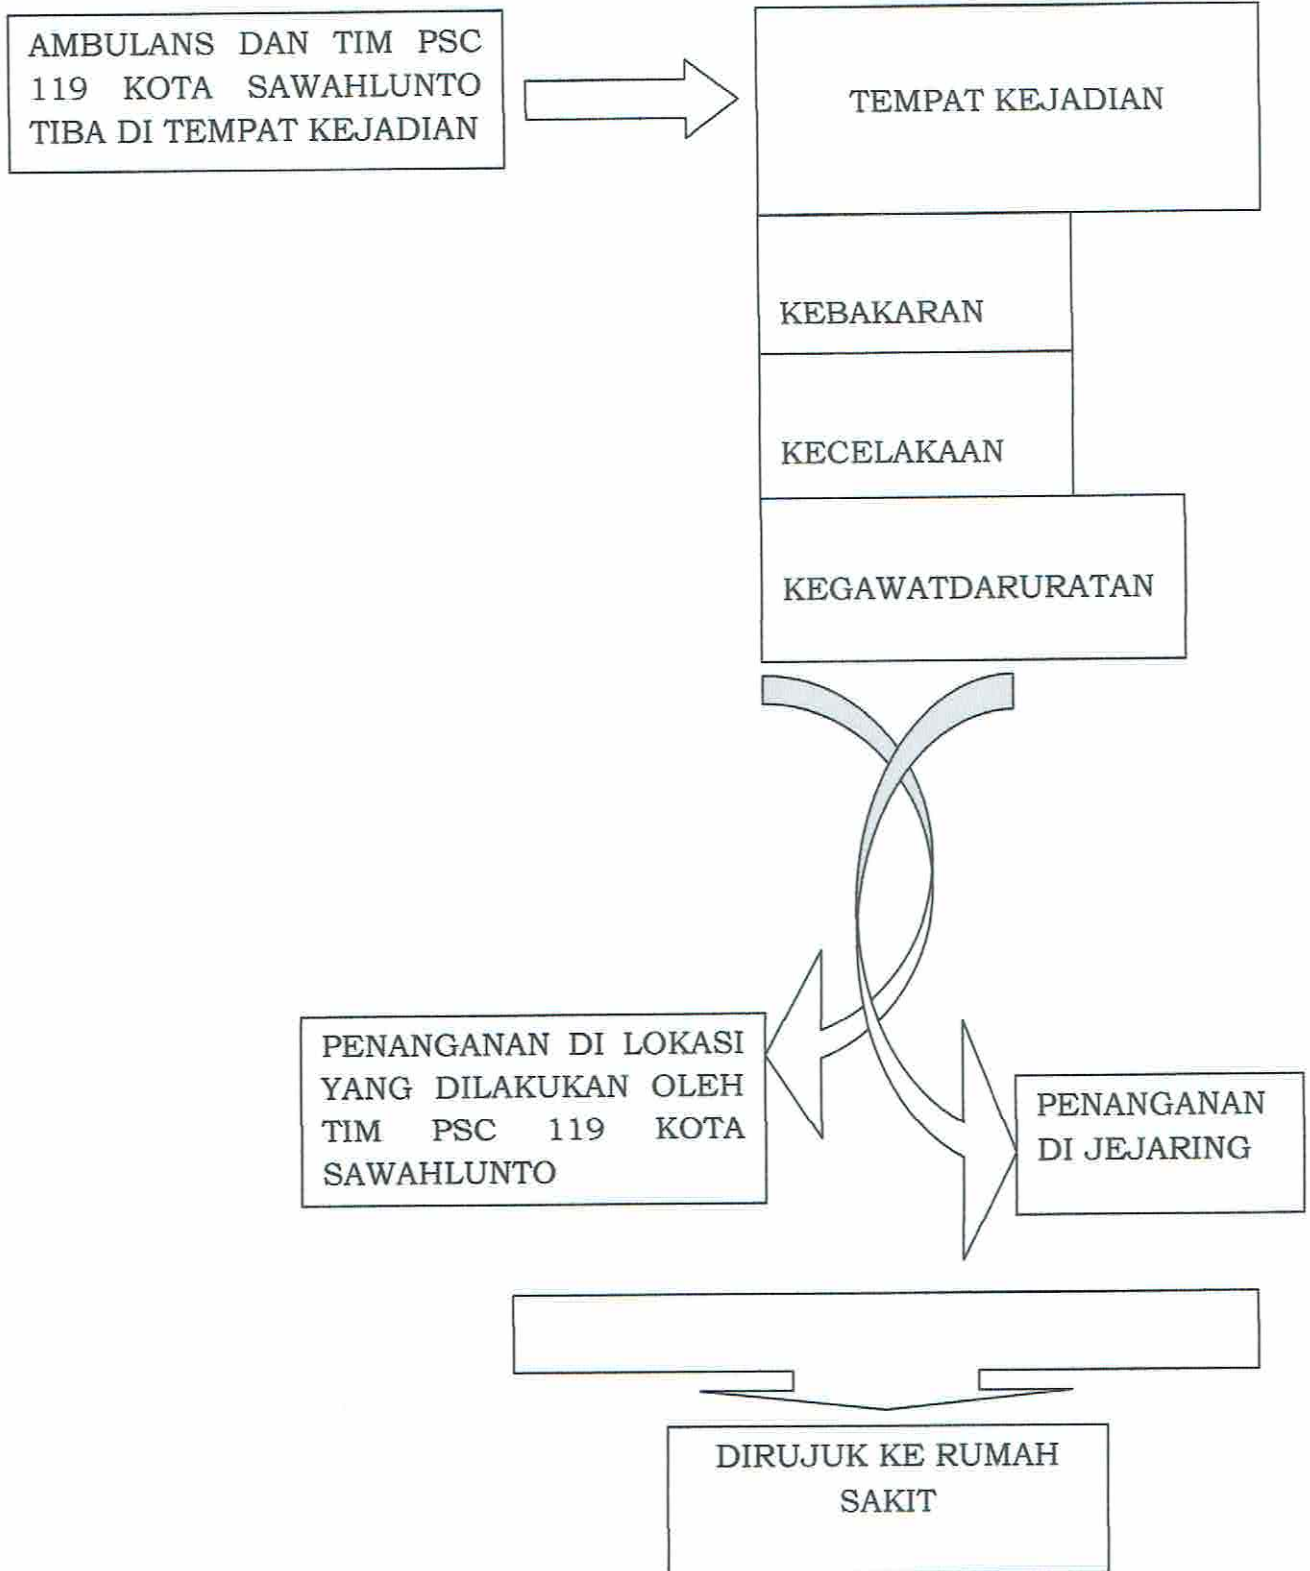 AMBULANS DAN TIM PSC
119 KOTA SAWAHLUNTO
TIBA DI TEMPAT KEJADIAN
TEMPAT KEJADIAN
KEBAKARAN
KECELAKAAN
KEGAWATDARURATAN
PENANGANAN DI LOKASI
YANG DILAKUKAN OLEH
TIM PSC 119 KOTA
SAWAHLUNTO
PENANGANAN
DI JEJARING
DIRUJUK KE RUMAH
SAKIT